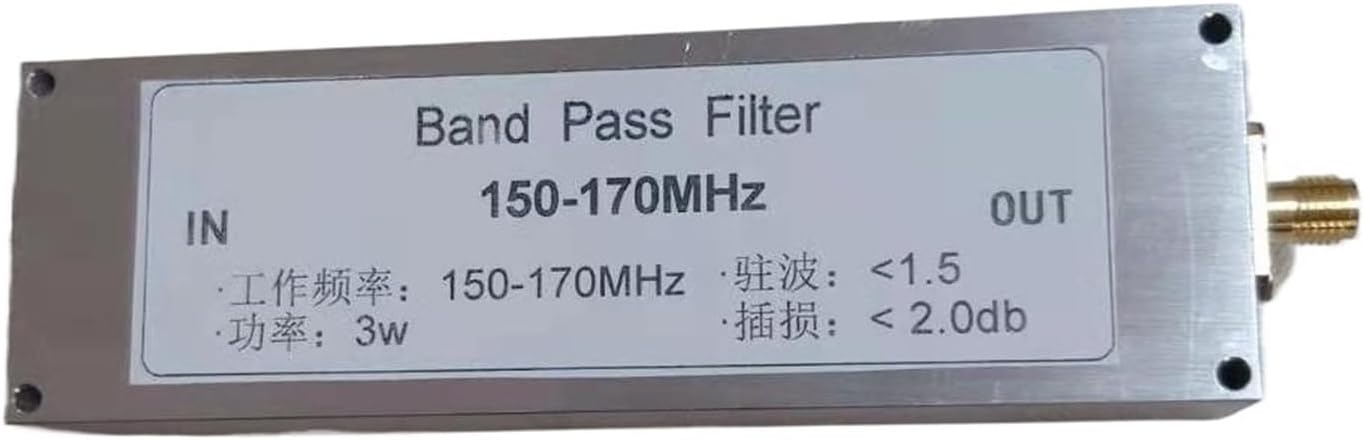 Band Pass Filter
150-170MHz
IN
OUT
·工作频率：150-170MHz ·驻波：<1.5
·功率：3w ·插损：< 2.0db